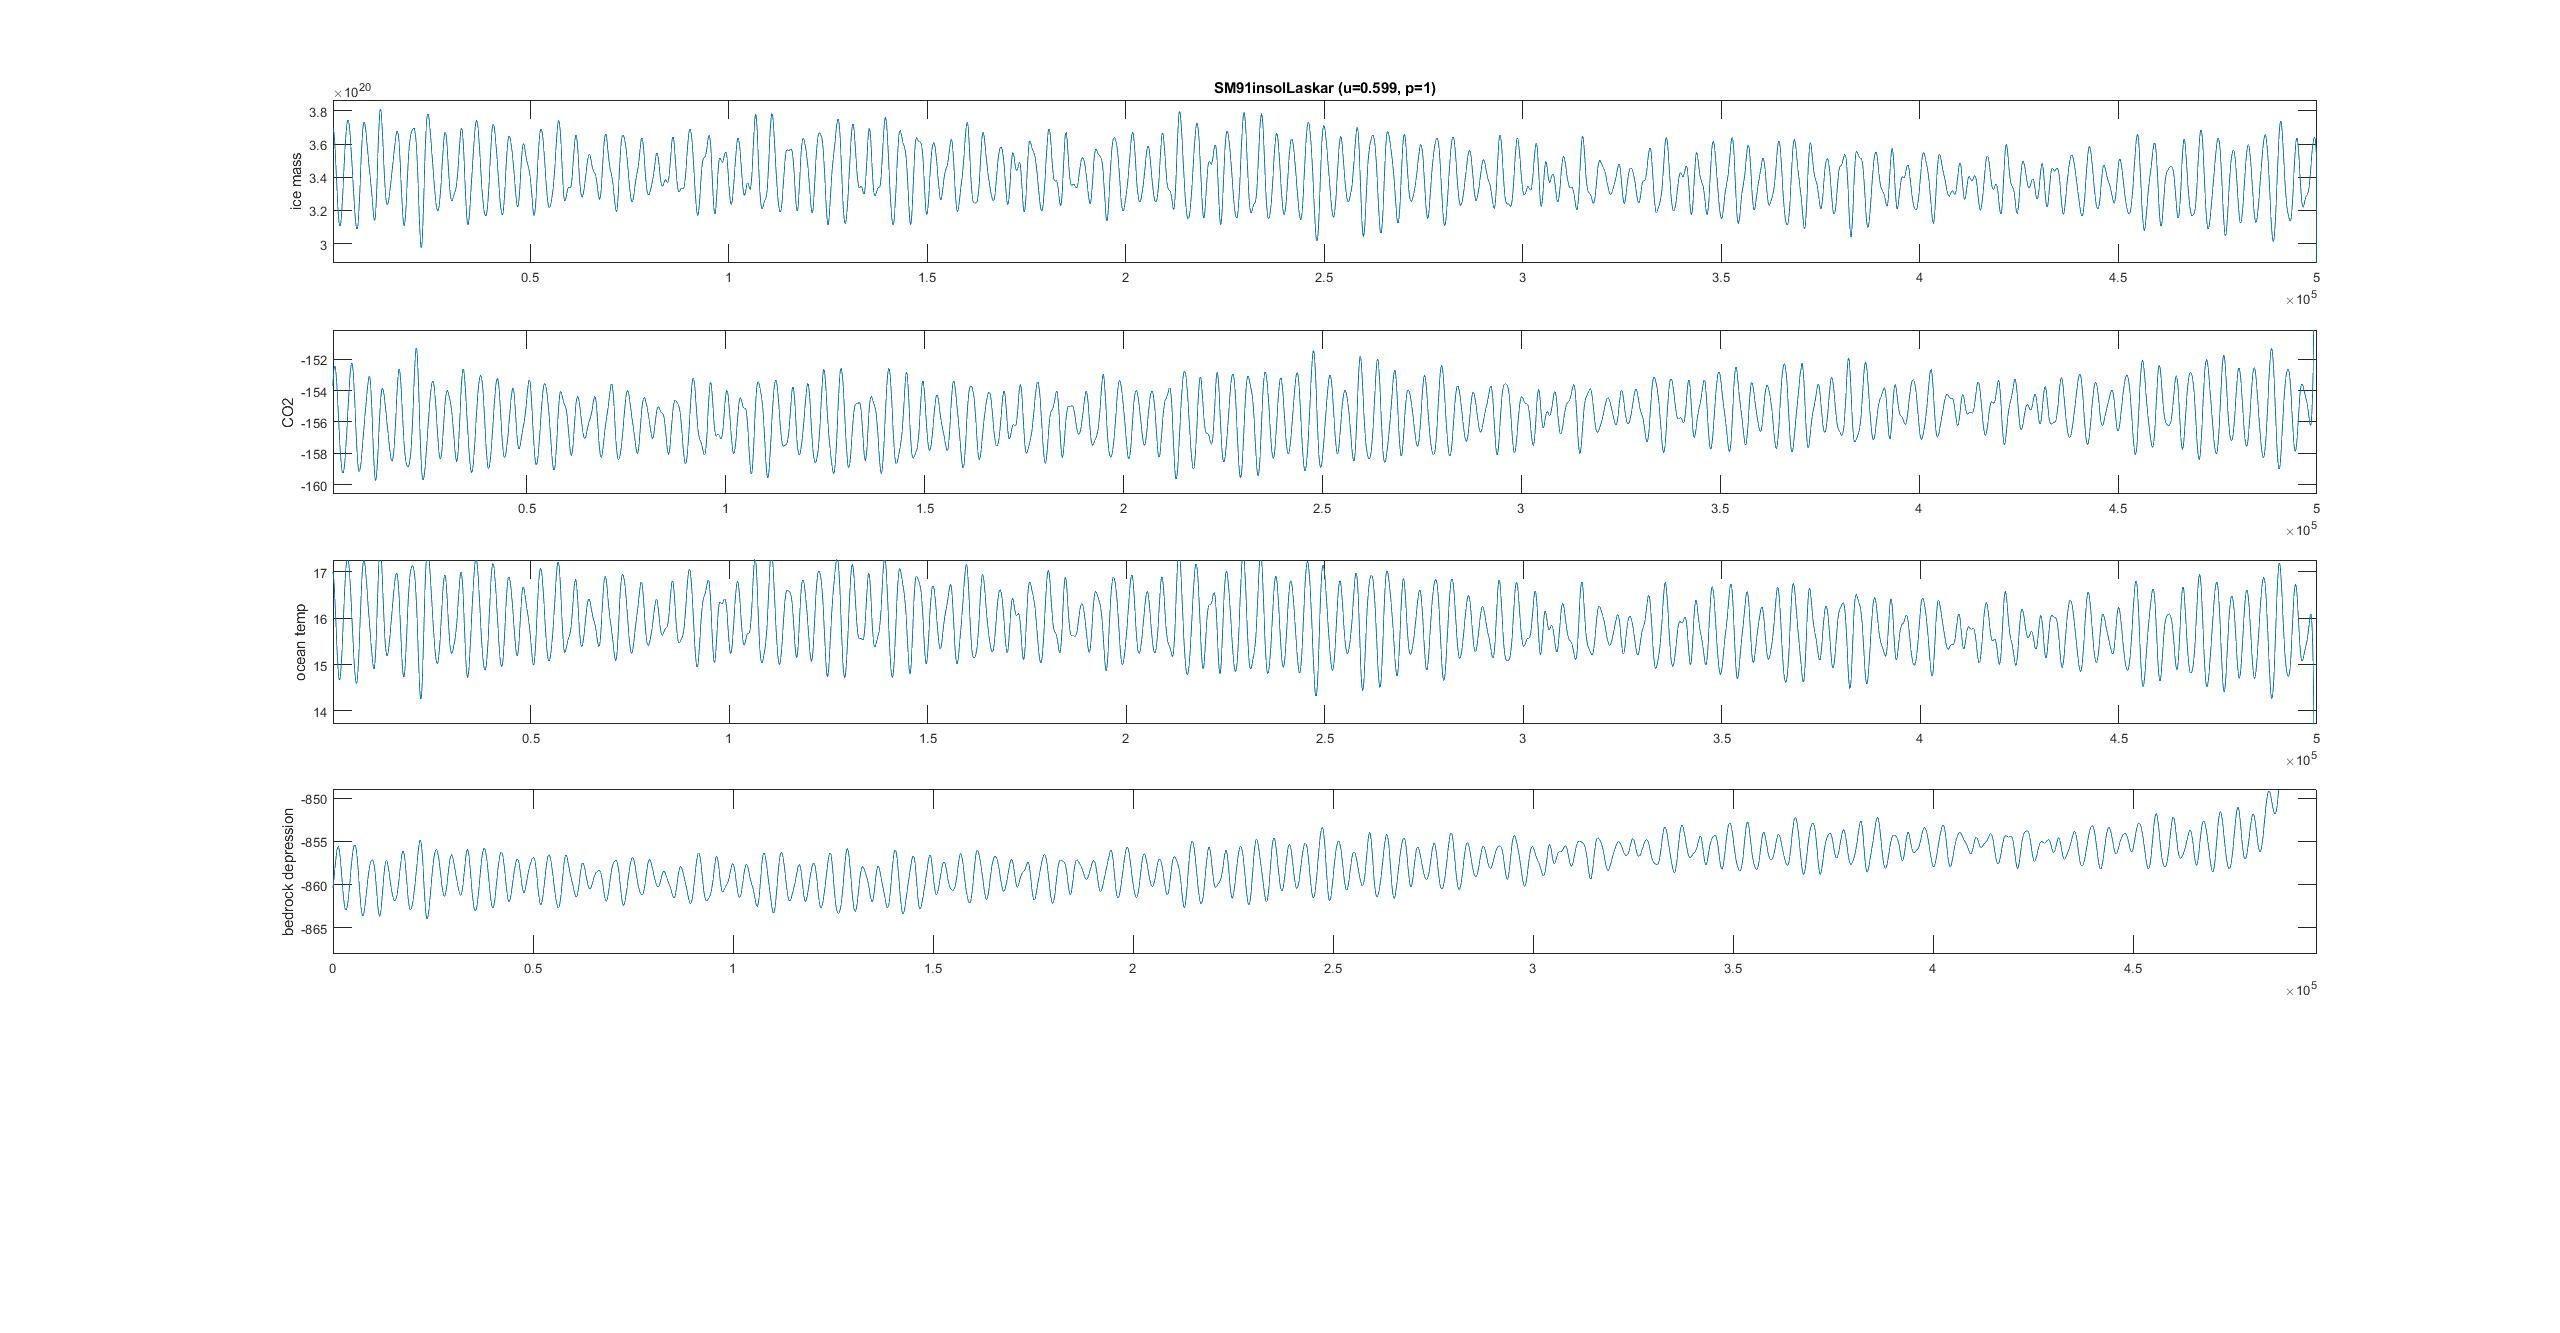 SM91insolLaskar (u=0.599, p=1)
×10^20
3.8
3.6
3.4
3.2
3
ice mass
0.5 1 1.5 2 2.5 3 3.5 4 4.5 5
×10^5
-152
-154
-156
-158
-160
CO2
0.5 1 1.5 2 2.5 3 3.5 4 4.5 5
×10^5
17
16
15
14
ocean temp
0.5 1 1.5 2 2.5 3 3.5 4 4.5 5
×10^5
-850
-855
-860
-865
bedrock depression
0 0.5 1 1.5 2 2.5 3 3.5 4 4.5
×10^5